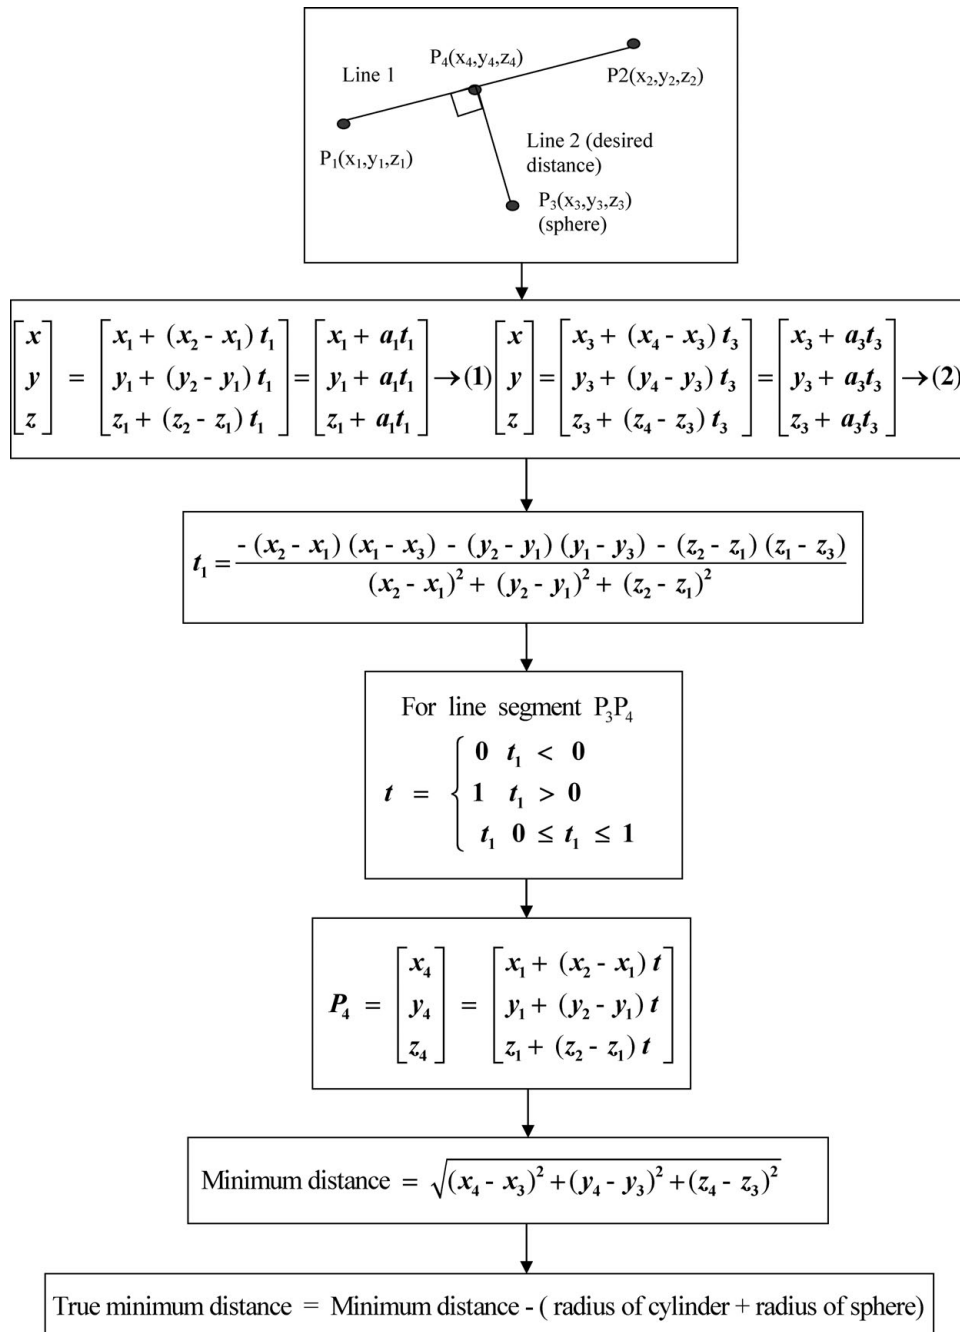 P₄(x₄,y₄,z₄)
Line 1
P2(x₂,y₂,z₂)
P₁(x₁,y₁,z₁)
Line 2 (desired
distance)
P₃(x₃,y₃,z₃)
(sphere)
[x y z] = [x₁ + (x₂ - x₁) t₁ y₁ + (y₂ - y₁) t₁ z₁ + (z₂ - z₁) t₁] = [x₁ + a₁t₁ y₁ + a₁t₁ z₁ + a₁t₁] → (1)
[x y z] = [x₃ + (x₄ - x₃) t₃ y₃ + (y₄ - y₃) t₃ z₃ + (z₄ - z₃) t₃] = [x₃ + a₃t₃ y₃ + a₃t₃ z₃ + a₃t₃] → (2)
t₁ = - (x₂ - x₁) (x₁ - x₃) - (y₂ - y₁) (y₁ - y₃) - (z₂ - z₁) (z₁ - z₃) / (x₂ - x₁)² + (y₂ - y₁)² + (z₂ - z₁)²
For line segment P₃P₄
t = {
0 t₁ < 0
1 t₁ > 0
t₁ 0 ≤ t₁ ≤ 1
P₄ = [x₄ y₄ z₄] = [x₁ + (x₂ - x₁) t y₁ + (y₂ - y₁) t z₁ + (z₂ - z₁) t]
Minimum distance = √(x₄ - x₃)² + (y₄ - y₃)² + (z₄ - z₃)²
True minimum distance = Minimum distance - ( radius of cylinder + radius of sphere)